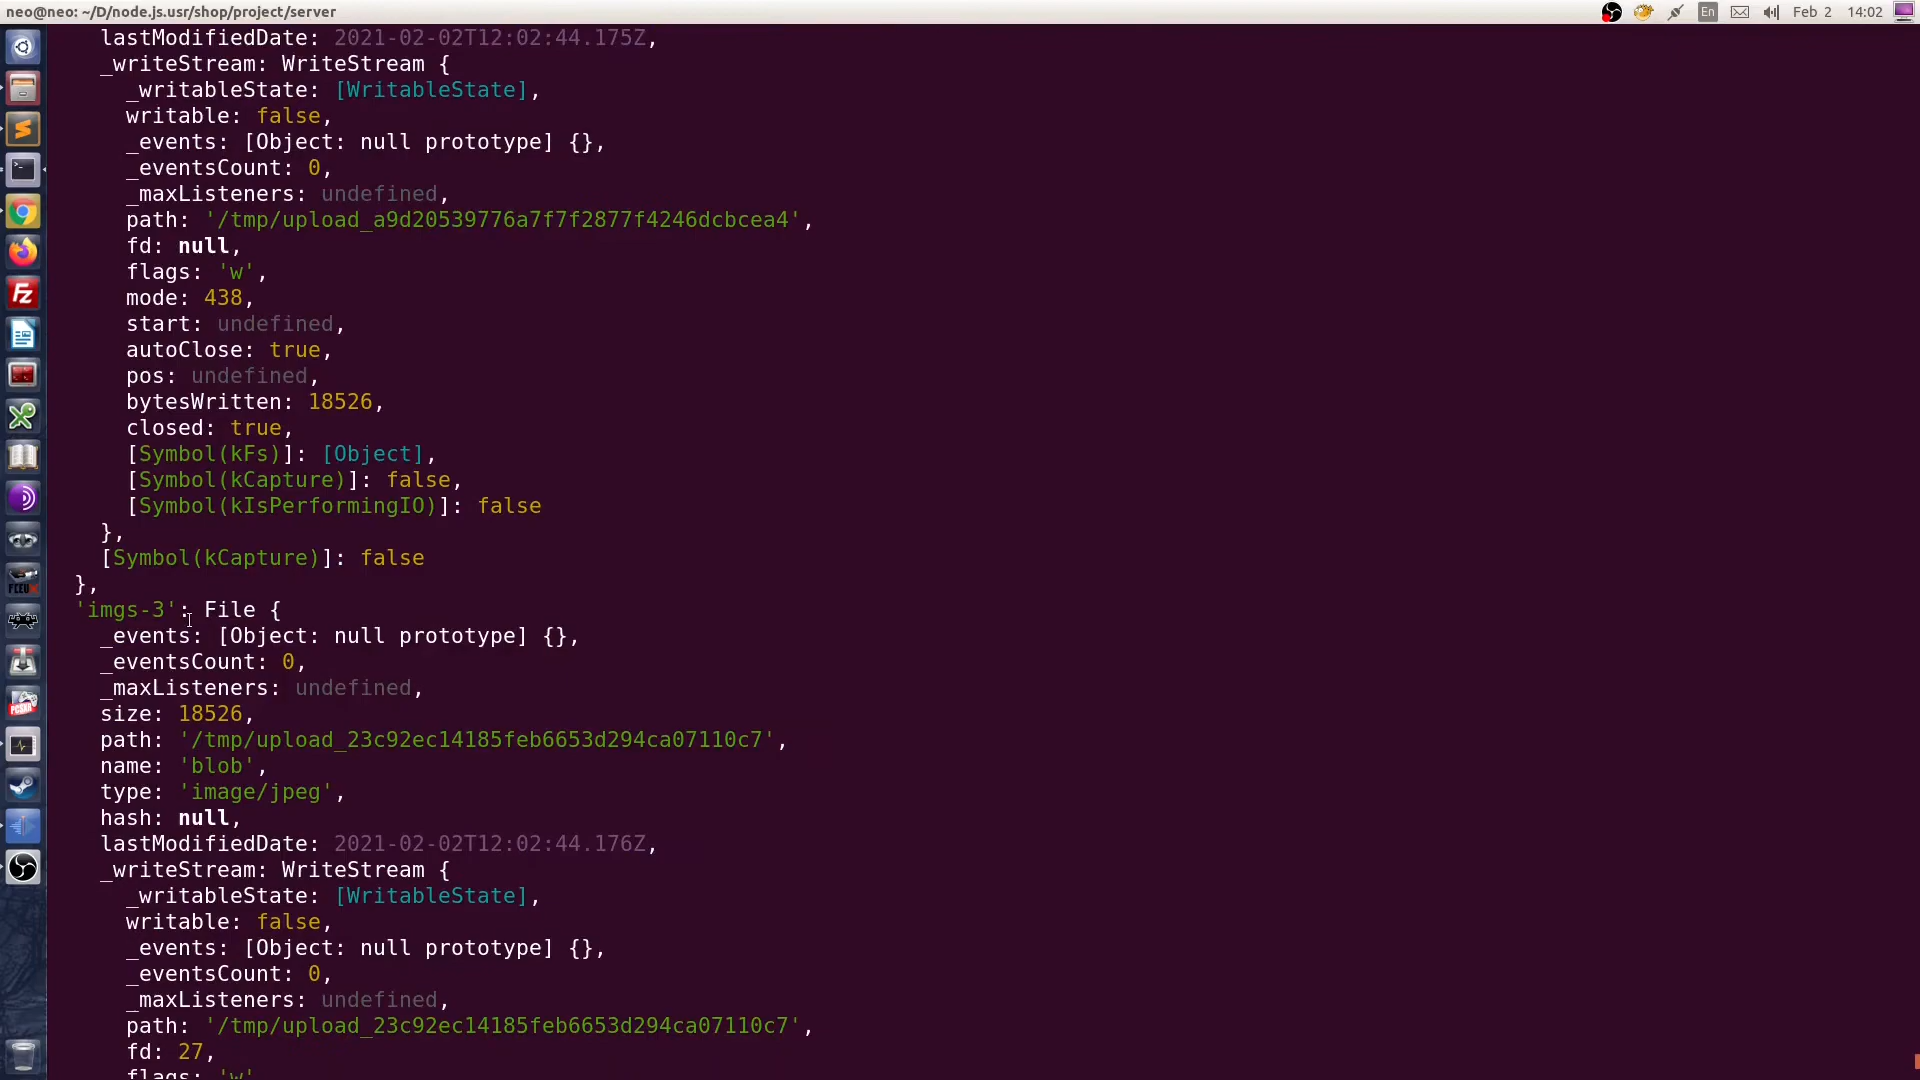 neo@neo: ~/D/node.js.usr/shop/project/server
En
Feb 2
14:02
lastModifiedDate: 2021-02-02T12:02:44.175Z,
_writeStream: WriteStream {
_writableState: [WritableState],
writable: false,
_events: [Object: null prototype] {},
_eventsCount: 0,
_maxListeners: undefined,
path: '/tmp/upload_a9d20539776a7f7f2877f4246dcbcea4',
fd: null,
flags: 'w',
mode: 438,
start: undefined,
autoClose: true,
pos: undefined,
bytesWritten: 18526,
closed: true,
[Symbol(kFs)]: [Object],
[Symbol(kCapture)]: false,
[Symbol(kIsPerformingIO)]: false
},
[Symbol(kCapture)]: false
},
'imgs-3': File {
_events: [Object: null prototype] {},
_eventsCount: 0,
_maxListeners: undefined,
size: 18526,
path: '/tmp/upload_23c92ec14185feb6653d294ca07110c7',
name: 'blob',
type: 'image/jpeg',
hash: null,
lastModifiedDate: 2021-02-02T12:02:44.176Z,
_writeStream: WriteStream {
_writableState: [WritableState],
writable: false,
_events: [Object: null prototype] {},
_eventsCount: 0,
_maxListeners: undefined,
path: '/tmp/upload_23c92ec14185feb6653d294ca07110c7',
fd: 27,
flags: 'w'